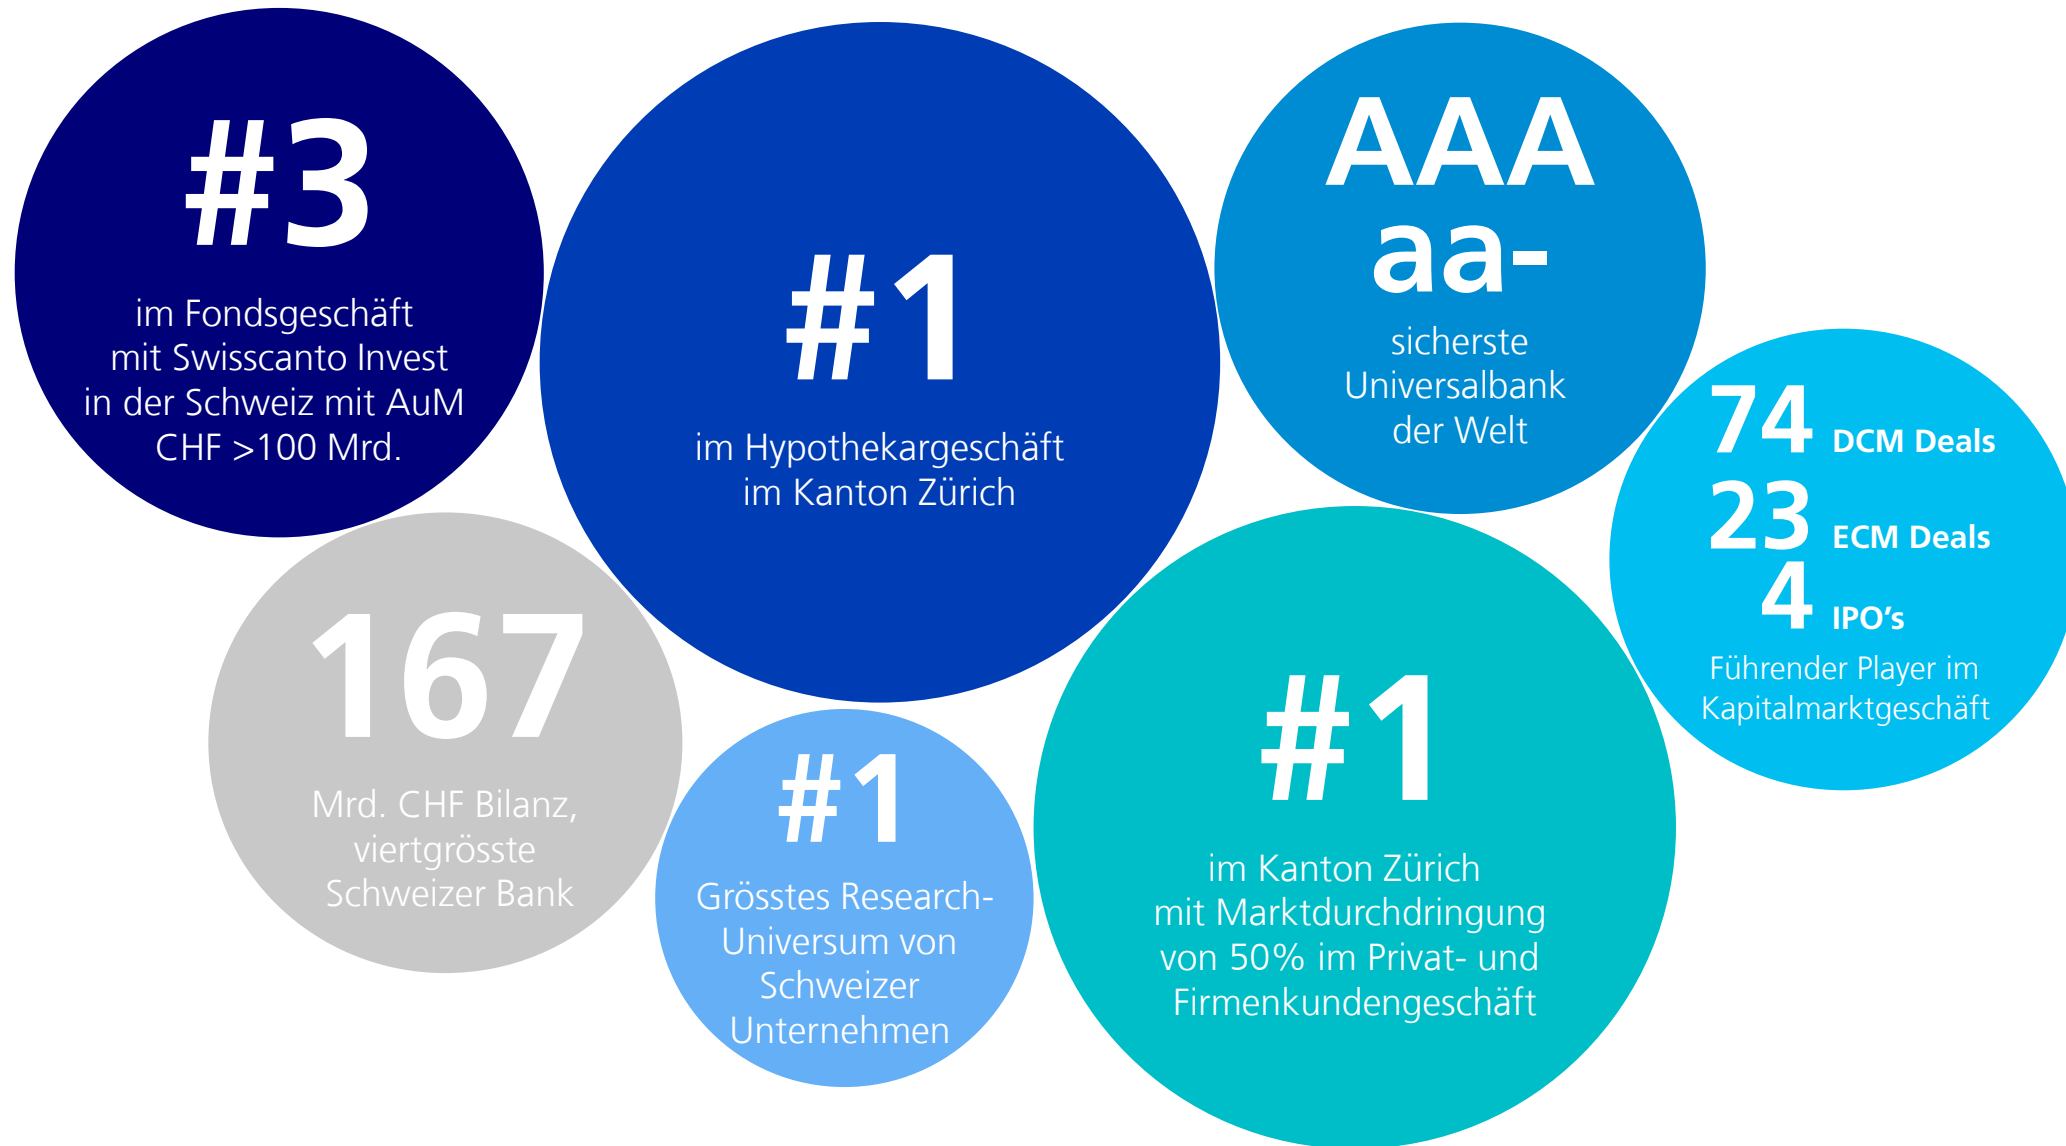 #3
im Fondsgeschäft
mit Swisscanto Invest
in der Schweiz mit AuM
CHF >100 Mrd.
#1
im Hypothekargeschäft
im Kanton Zürich
AAA
aa-
sicherste
Universalbank
der Welt
74 DCM Deals
23 ECM Deals
4 IPO's
Führender Player im
Kapitalmarktgeschäft
167
Mrd. CHF Bilanz,
viertgrösste
Schweizer Bank
#1
Grösstes Research-
Universum von
Schweizer
Unternehmen
#1
im Kanton Zürich
mit Marktdurchdringung
von 50% im Privat- und
Firmenkundengeschäft